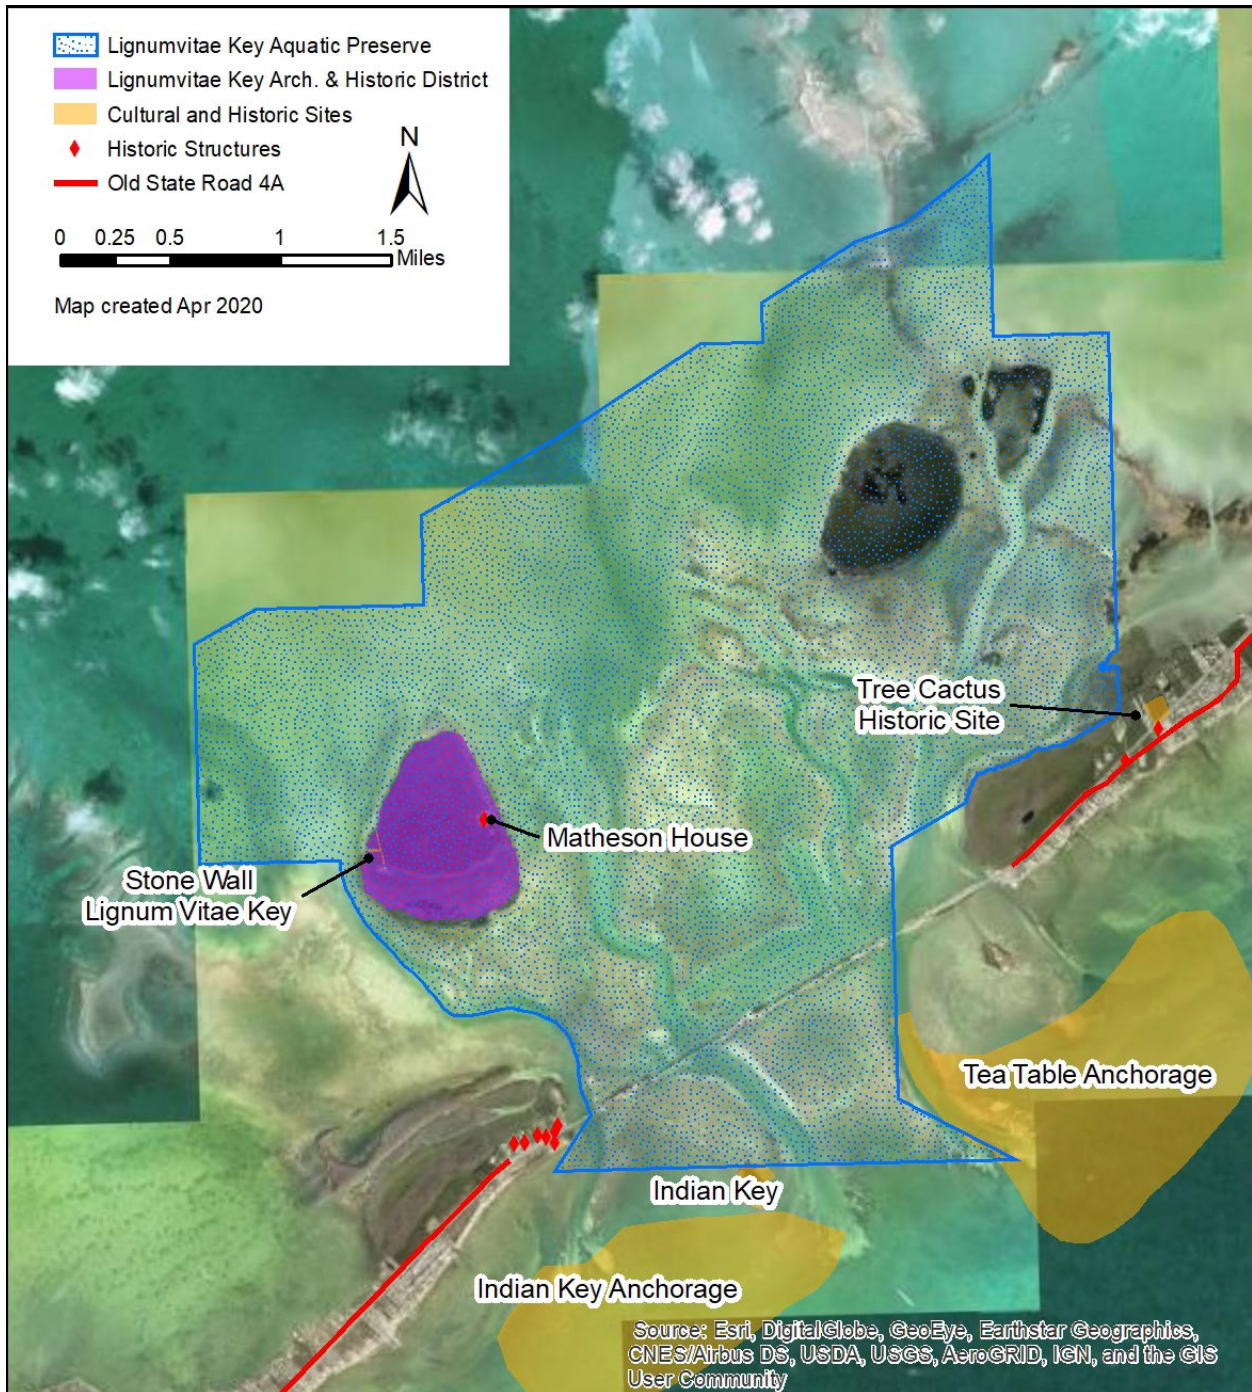 Lignumvitae Key Aquatic Preserve
Lignumvitae Key Arch. & Historic District
Cultural and Historic Sites
Historic Structures
Old State Road 4A
N
0 0.25 0.5 1 1.5
Miles
Map created Apr 2020
Tree Cactus
Historic Site
Matheson House
Stone Wall
Lignum Vitae Key
Tea Table Anchorage
Indian Key
Indian Key Anchorage
Source: Esri, DigitalGlobe, GeoEye, Earthstar Geographics,
CNES/Airbus DS, USDA, USGS, AeroGRID, IGN, and the GIS
User Community